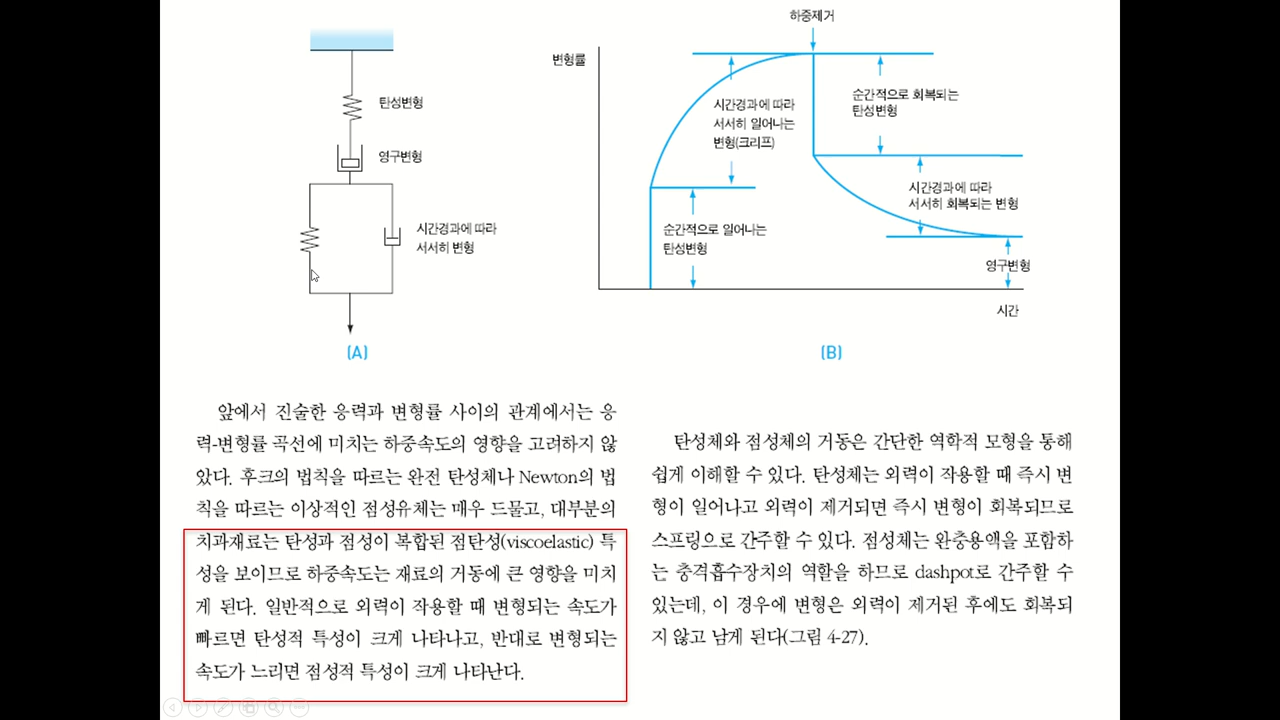 탄성변형
영구변형
시간경과에 따라
서서히 변형
(A)
하중제거
변형률
시간경과에 따라
서서히 일어나는
변형(크리프)
순간적으로 회복되는
탄성변형
순간적으로 일어나는
탄성변형
시간경과에 따라
서서히 회복되는 변형
영구변형
시간
(B)
앞에서 진술한 응력과 변형률 사이의 관계에서는 응
력-변형률 곡선에 미치는 하중속도의 영향을 고려하지 않
았다. 후크의 법칙을 따르는 완전 탄성체나 Newton의 법
칙을 따르는 이상적인 점성유체는 매우 드물고, 대부분의
치과재료는 탄성과 점성이 복합된 점탄성(viscoelastic) 특
성을 보이므로 하중속도는 재료의 거동에 큰 영향을 미치
게 된다. 일반적으로 외력이 작용할 때 변형되는 속도가
빠르면 탄성적 특성이 크게 나타나고, 반대로 변형되는
속도가 느리면 점성적 특성이 크게 나타난다.
탄성체와 점성체의 거동은 간단한 역학적 모형을 통해
쉽게 이해할 수 있다. 탄성체는 외력이 작용할 때 즉시 변
형이 일어나고 외력이 제거되면 즉시 변형이 회복되므로
스프링으로 간주할 수 있다. 점성체는 완충용액을 포함하
는 충격흡수장치의 역할을 하므로 dashpot로 간주할 수
있는데, 이 경우에 변형은 외력이 제거된 후에도 회복되
지 않고 남게 된다(그림 4-27).